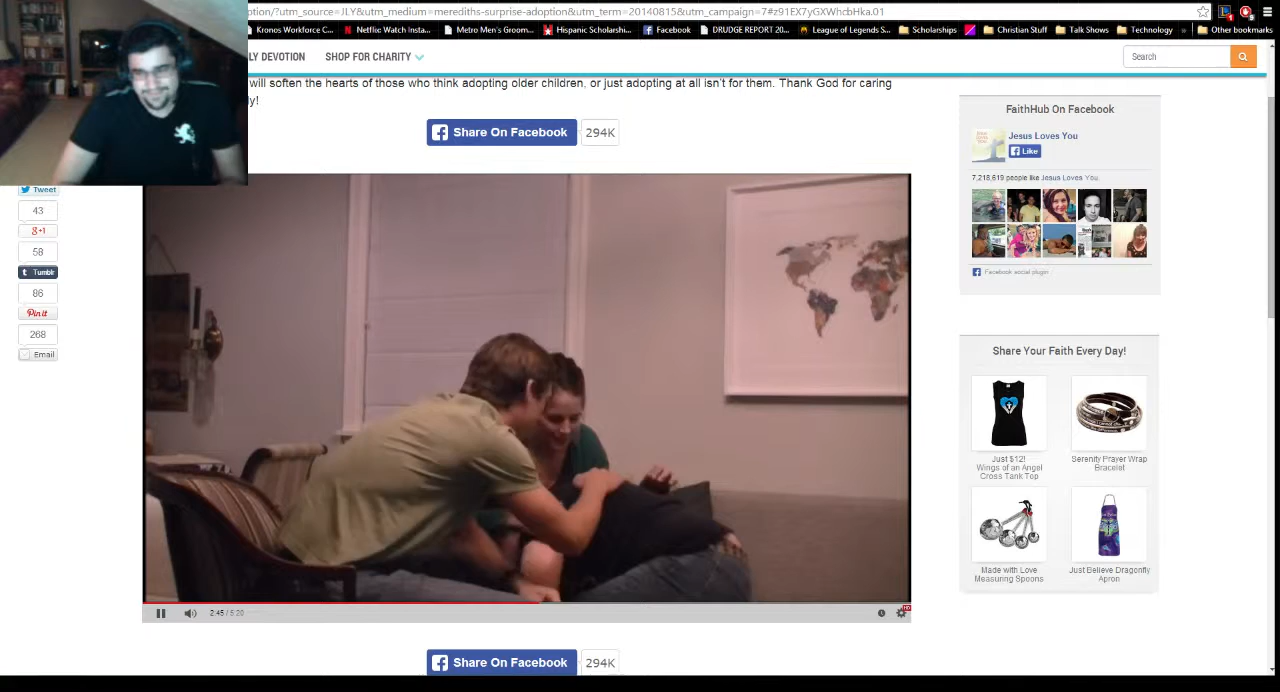 ption/?utm_source=JLY&utm_medium=merediths-surprise-adoption&utm_term=20140815&utm_campaign=7#z91EX7yGXWhcbHka.01
Kronos Workforce C... Netflic Watch Insta... Metro Men's Groom... Hispanic Scholarshi... Facebook DRUDGE REPORT 20... League of Legends S... Scholarships Christian Stuff Talk Shows Technology » Other bookmarks
LY DEVOTION SHOP FOR CHARITY Search
will soften the hearts of those who think adopting older children, or just adopting at all isn't for them. Thank God for caring
y!
Share On Facebook 294K
Tweet
43
g+1
58
t Tumblr
86
Pin it
268
Email
2:45 / 5:20
HD
Share On Facebook 294K
FaithHub On Facebook
Jesus Loves You
Like
7,218,619 people like Jesus Loves You.
Facebook social plugin
Share Your Faith Every Day!
Just $12!
Wings of an Angel
Cross Tank Top
Serenity Prayer Wrap
Bracelet
Made with Love
Measuring Spoons
Just Believe Dragonfly
Apron